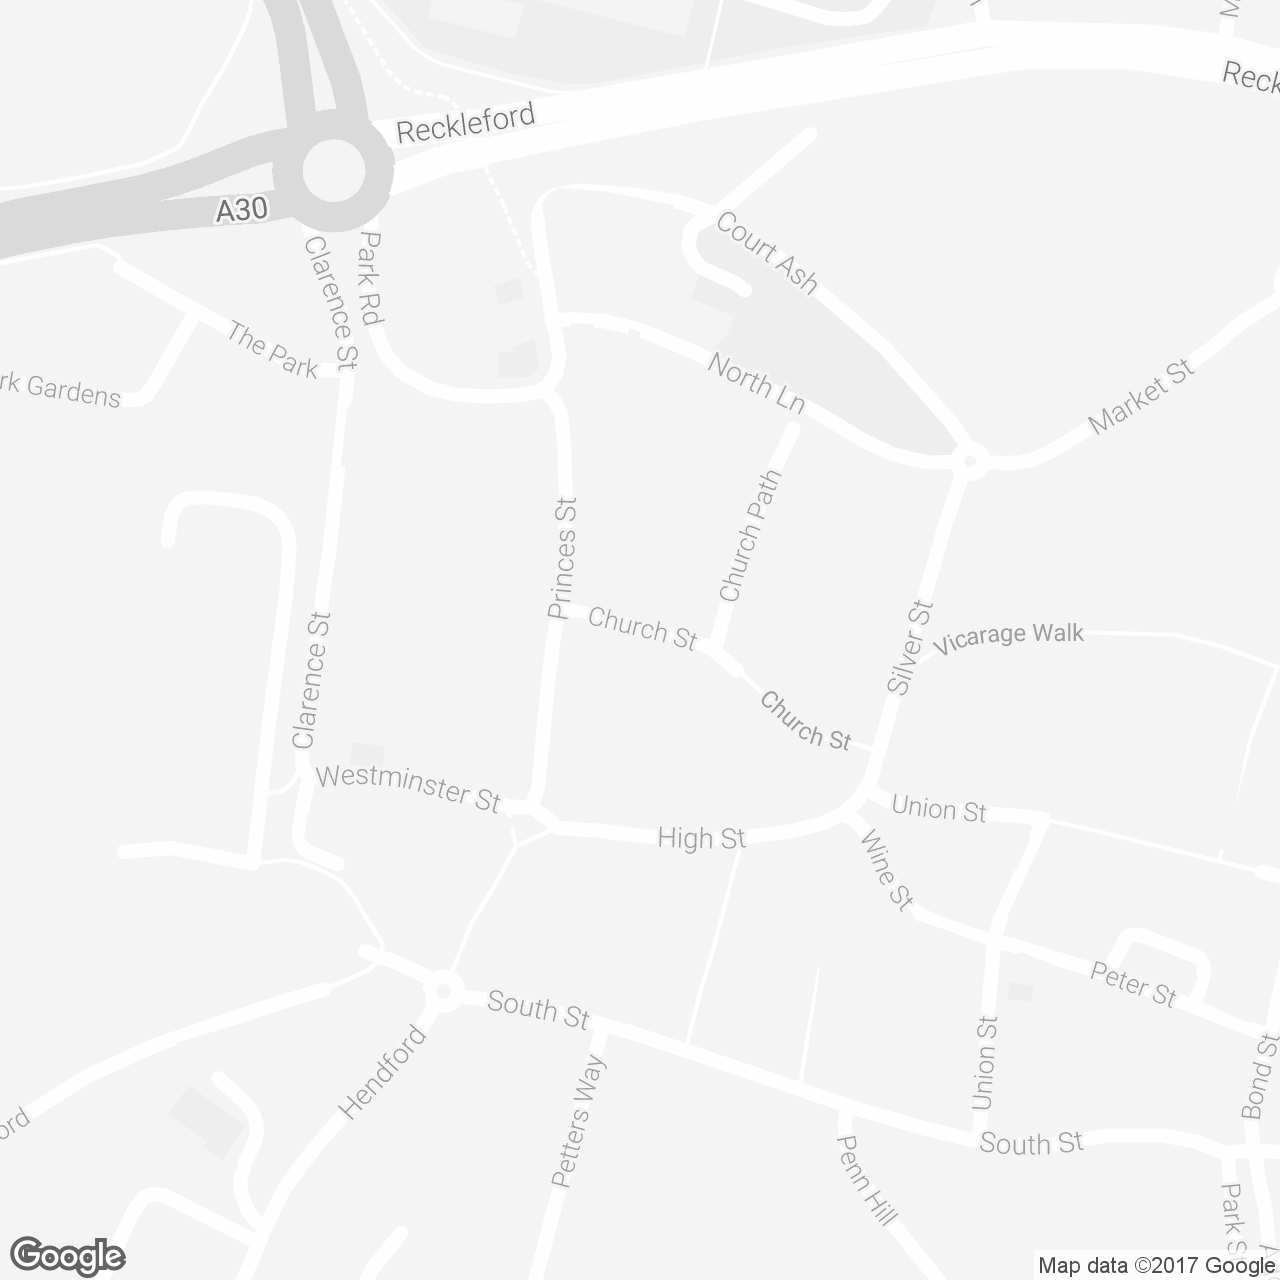 Reckleford
Reck
A30
Clarence St
Park Rd
Court Ash
The Park
rk Gardens
North Ln
Market St
Church Path
Princes St
Church St
Clarence St
Silver St
Vicarage Walk
Church St
Westminster St
High St
Union St
Wine St
Peter St
South St
Hendford
Petters Way
Union St
Bond St
ord
South St
Penn Hill
Park St
Google
Map data ©2017 Google